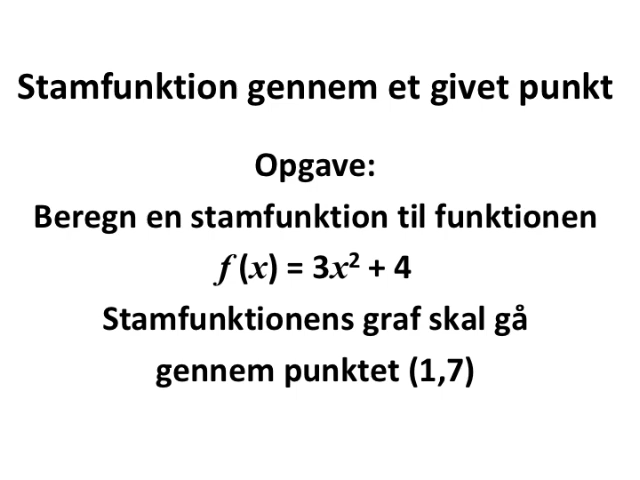 Stamfunktion gennem et givet punkt
Opgave:
Beregn en stamfunktion til funktionen
f (x) = 3x² + 4
Stamfunktionens graf skal gå
gennem punktet (1,7)